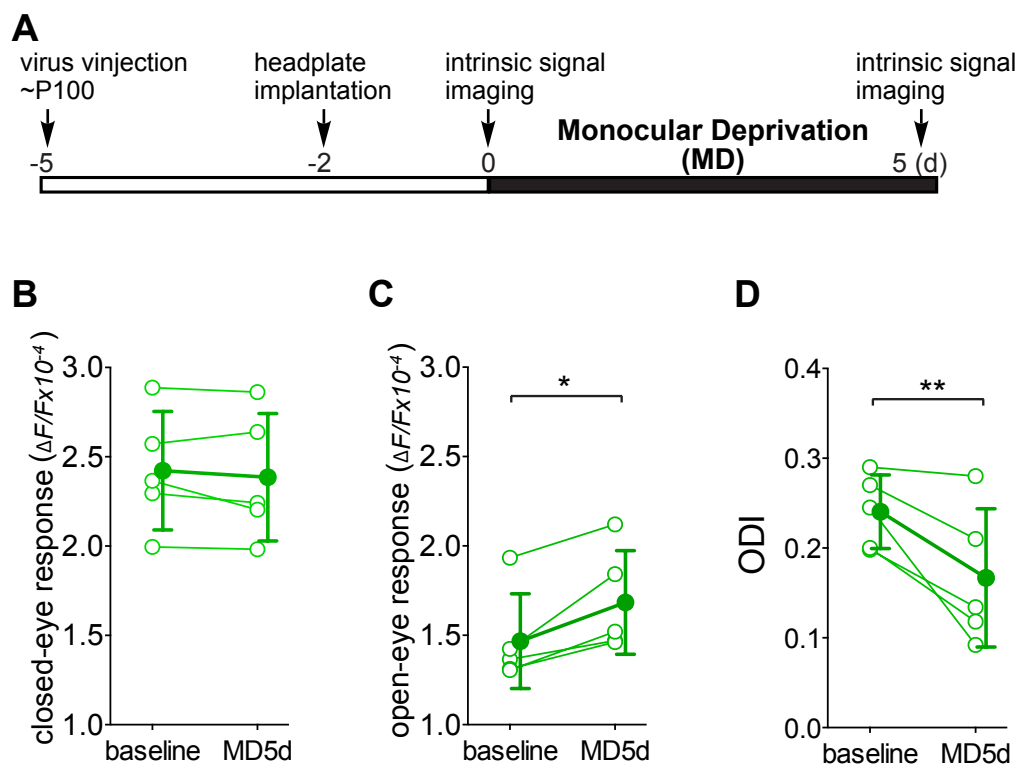 A
virus vinjection
~P100
headplate
implantation
intrinsic signal
imaging
intrinsic signal
imaging
Monocular Deprivation
(MD)
-5
-2
0
5 (d)
B
closed-eye response (ΔF/Fx10⁻⁴)
3.0
2.5
2.0
1.5
1.0
baseline
MD5d
C
open-eye response (ΔF/Fx10⁻⁴)
3.0
2.5
2.0
1.5
1.0
*
baseline
MD5d
D
ODI
0.4
0.3
0.2
0.1
0.0
**
baseline
MD5d